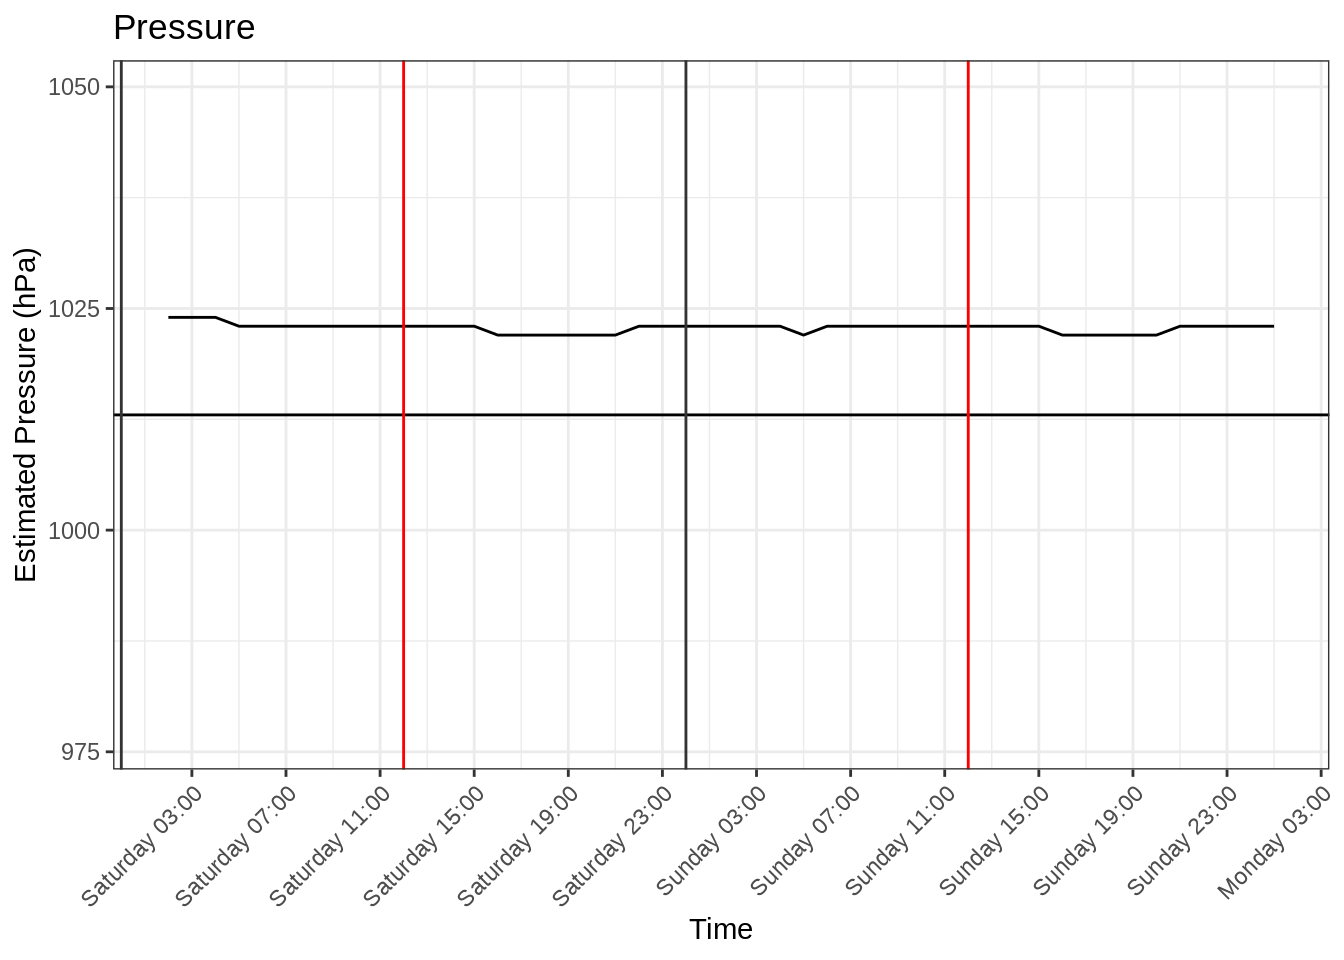 Pressure
Estimated Pressure (hPa)
1050
1025
1000
975
Saturday 03:00
Saturday 07:00
Saturday 11:00
Saturday 15:00
Saturday 19:00
Saturday 23:00
Sunday 03:00
Sunday 07:00
Sunday 11:00
Sunday 15:00
Sunday 19:00
Sunday 23:00
Monday 03:00
Time